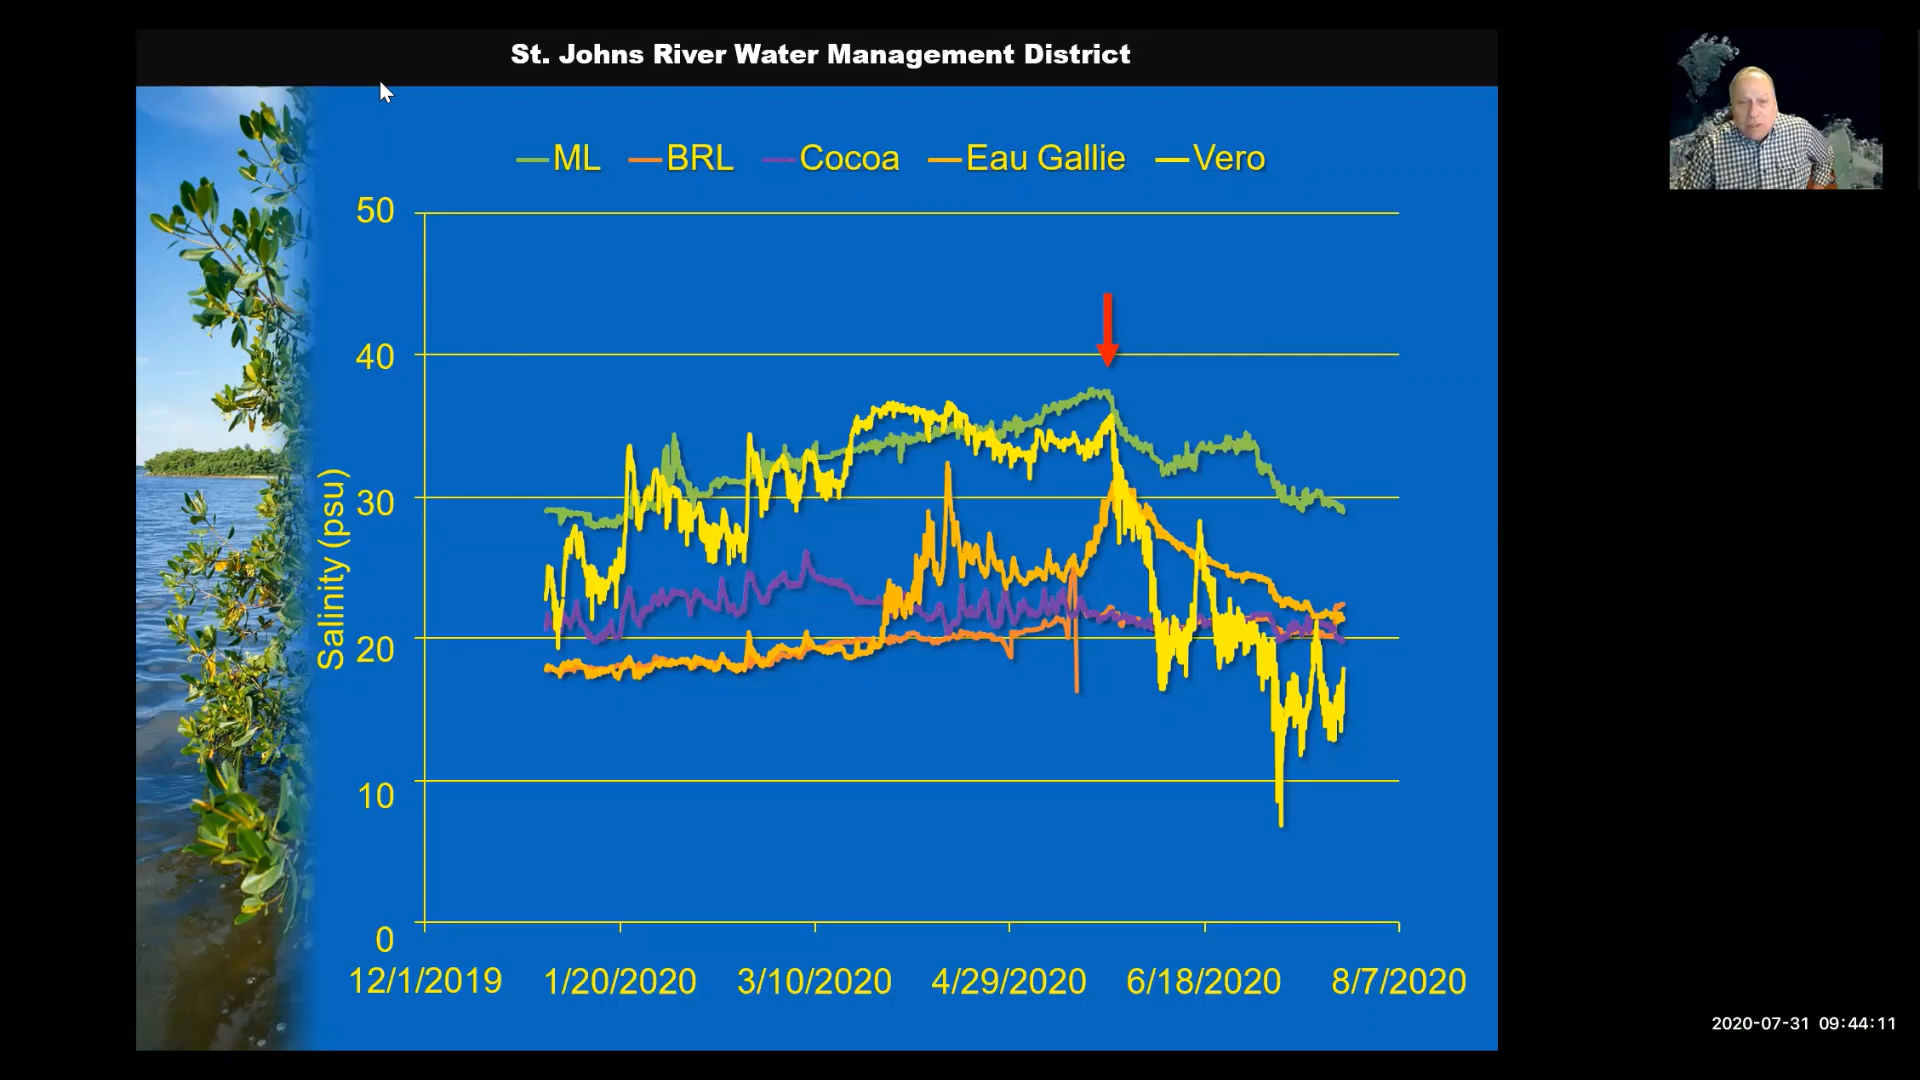 St. Johns River Water Management District
ML BRL Cocoa Eau Gallie Vero
50
40
30
20
10
0
Salinity (psu)
12/1/2019 1/20/2020 3/10/2020 4/29/2020 6/18/2020 8/7/2020
2020-07-31 09:44:11